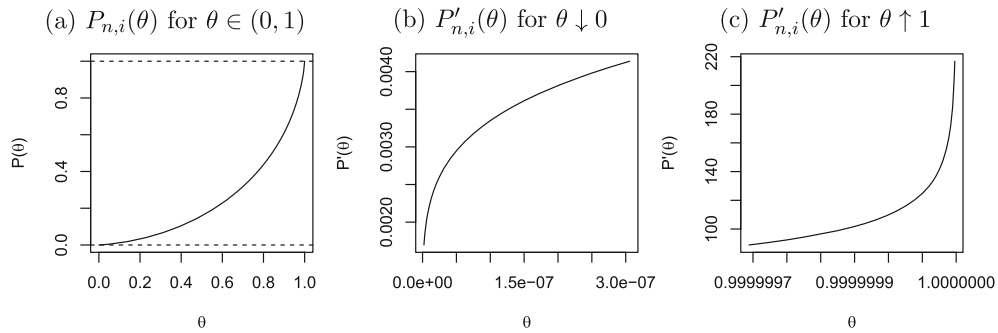 (a) Pn,i(θ) for θ ∈ (0, 1)
P(θ)
0.8
0.4
0.0
0.0 0.2 0.4 0.6 0.8 1.0
θ
(b) P′n,i(θ) for θ ↓ 0
P'(θ)
0.0040
0.0030
0.0020
0.0e+00 1.5e−07 3.0e−07
θ
(c) P′n,i(θ) for θ ↑ 1
P'(θ)
220
180
140
100
0.9999997 0.9999999 1.0000000
θ